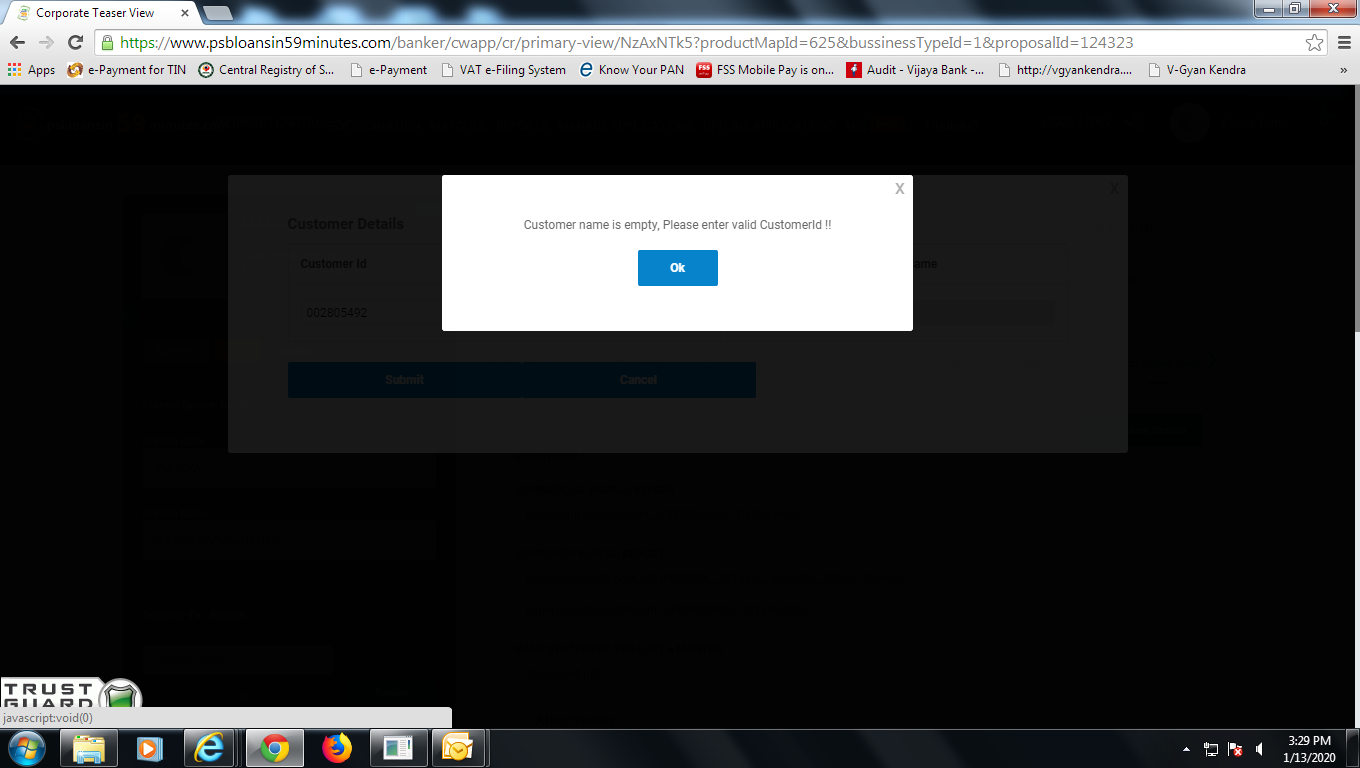 Corporate Teaser View
https://www.psbloansin59minutes.com/banker/cwapp/cr/primary-view/NzAxNTk5?productMapId=625&bussinessTypeId=1&proposalId=124323
Apps e-Payment for TIN Central Registry of S... e-Payment VAT e-Filing System Know Your PAN FSS Mobile Pay is on... Audit - Vijaya Bank -... http://vgyankendra.... V-Gyan Kendra »
X
X
Customer Details
Customer name is empty, Please enter valid CustomerId !!
Customer Id
Ok
002805492
Submit Cancel
TRUST
GUARD
javascript:void(0)
3:29 PM
1/13/2020